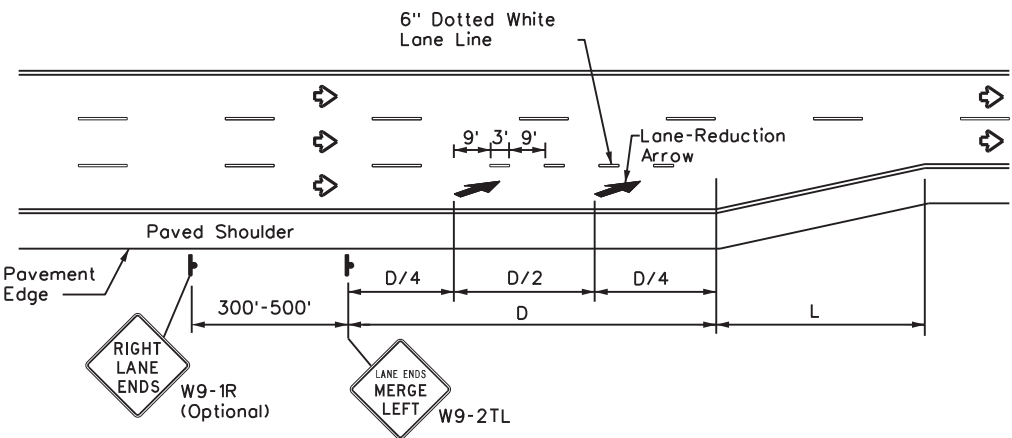 6" Dotted White
Lane Line
9' 3' 9'
Lane-Reduction
Arrow
Paved Shoulder
Pavement
Edge
D/4 D/2 D/4
300'-500' D L
RIGHT
LANE
ENDS
W9-1R
(Optional)
LANE ENDS
MERGE
LEFT
W9-2TL